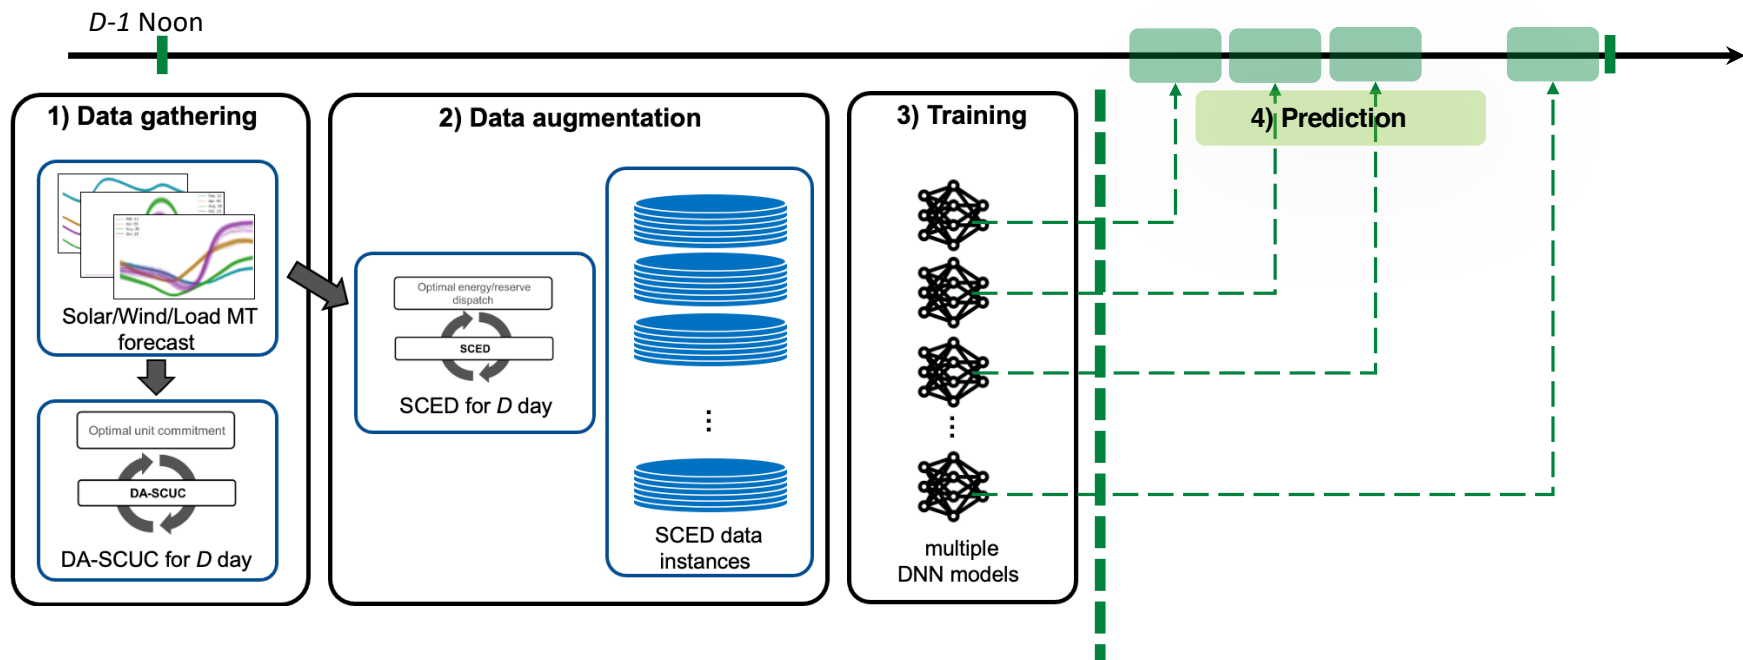 D-1 Noon
1) Data gathering
Solar/Wind/Load MT
forecast
Optimal unit commitment
DA-SCUC
DA-SCUC for D day
2) Data augmentation
Optimal energy/reserve
dispatch
SCED
SCED for D day
⋮
SCED data
instances
3) Training
⋮
multiple
DNN models
4) Prediction